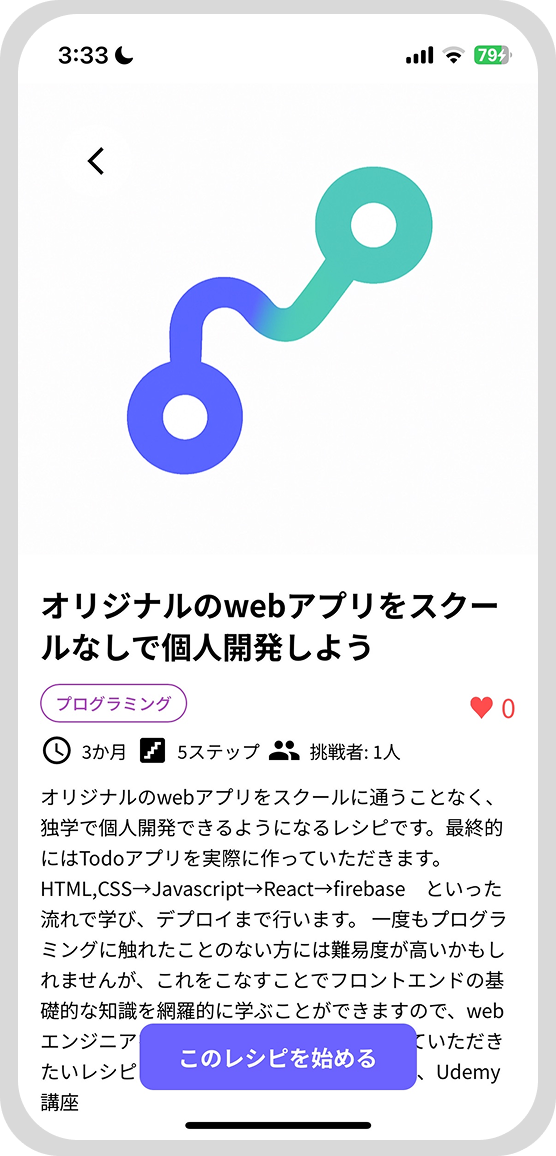 3:33
79
オリジナルのwebアプリをスクー
ルなしで個人開発しよう
プログラミング
0
3か月 5ステップ 挑戦者: 1人
オリジナルのwebアプリをスクールに通うことなく、
独学で個人開発できるようになるレシピです。最終的
にはTodoアプリを実際に作っていただきます。
HTML,CSS→Javascript→React→firebase　といった
流れで学び、デプロイまで行います。 一度もプログラ
ミングに触れたことのない方には難易度が高いかもし
れませんが、これをこなすことでフロントエンドの基
礎的な知識を網羅的に学ぶことができますので、web
エンジニア
ていただき
このレシピを始める
たいレシピ
、Udemy
講座